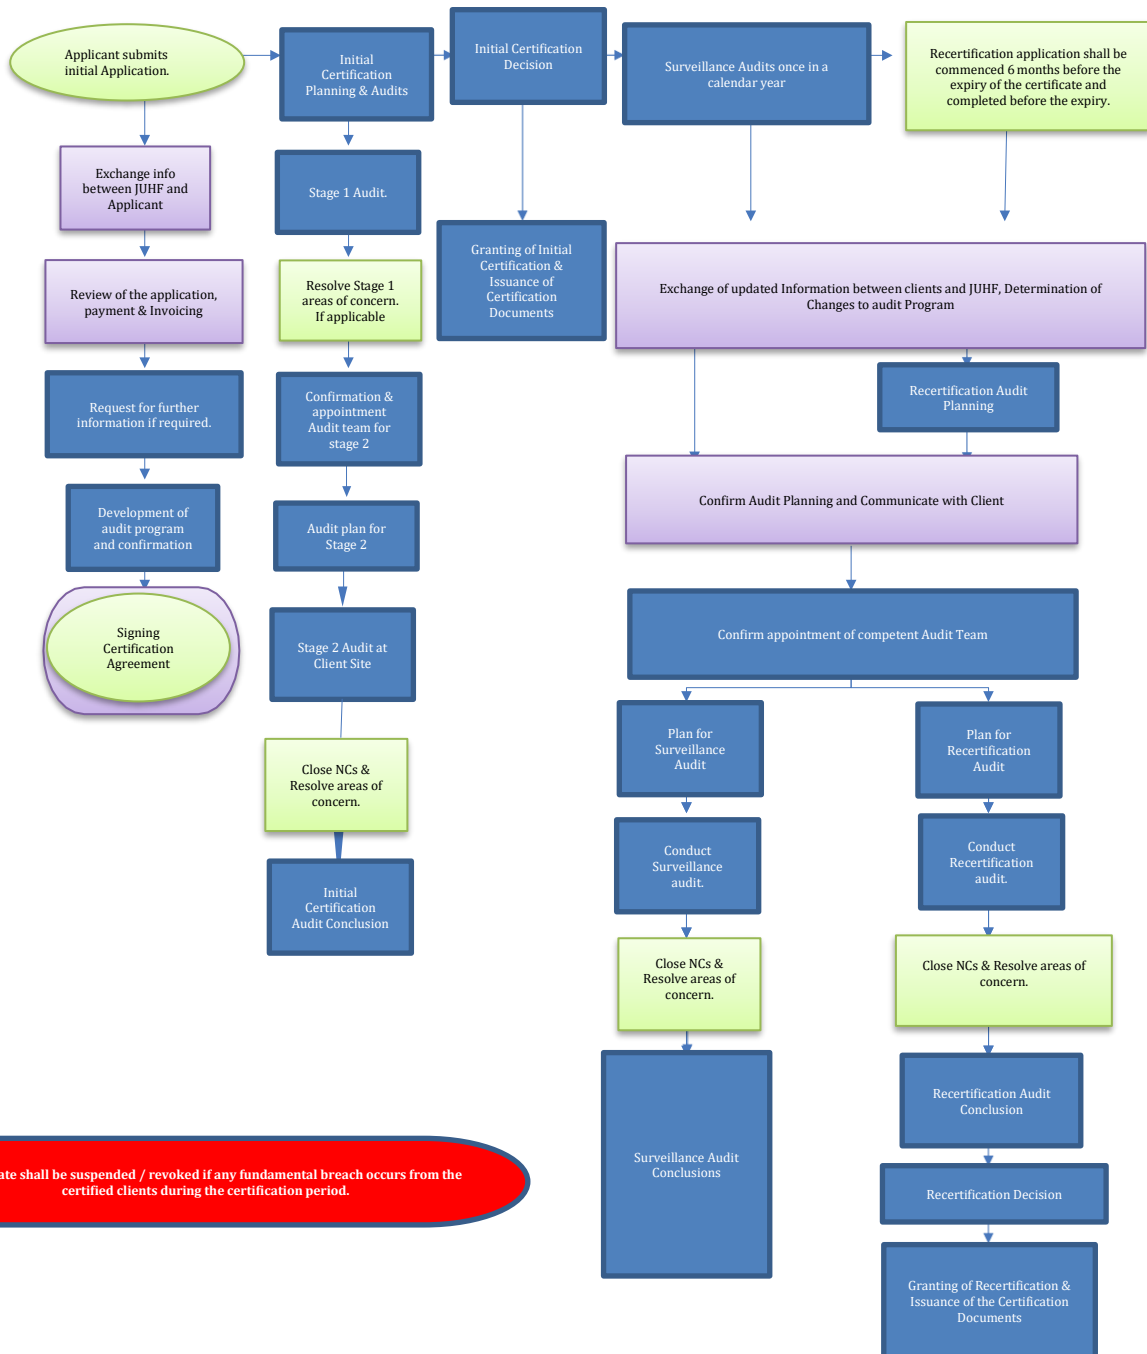 Applicant submits
initial Application.
Initial
Certification
Planning & Audits
Initial Certification
Decision
Surveillance Audits once in a
calendar year
Recertification application shall be
commenced 6 months before the
expiry of the certificate and
completed before the expiry.
Exchange info
between JUHF and
Applicant
Review of the application,
payment & Invoicing
Request for further
information if required.
Development of
audit program
and confirmation
Signing
Certification
Agreement
Stage 1 Audit.
Resolve Stage 1
areas of concern.
If applicable
Confirmation &
appointment
Audit team for
stage 2
Audit plan for
Stage 2
Stage 2 Audit at
Client Site
Close NCs &
Resolve areas of
concern.
Initial
Certification
Audit Conclusion
Granting of Initial
Certification &
Issuance of
Certification
Documents
Exchange of updated Information between clients and JUHF, Determination of
Changes to audit Program
Recertification Audit
Planning
Confirm Audit Planning and Communicate with Client
Confirm appointment of competent Audit Team
Plan for
Surveillance
Audit
Conduct
Surveillance
audit.
Close NCs &
Resolve areas of
concern.
Surveillance Audit
Conclusions
Plan for
Recertification
Audit
Conduct
Recertification
audit.
Close NCs & Resolve areas of
concern.
Recertification Audit
Conclusion
Recertification Decision
Granting of Recertification &
Issuance of the Certification
Documents
ate shall be suspended / revoked if any fundamental breach occurs from the
certified clients during the certification period.